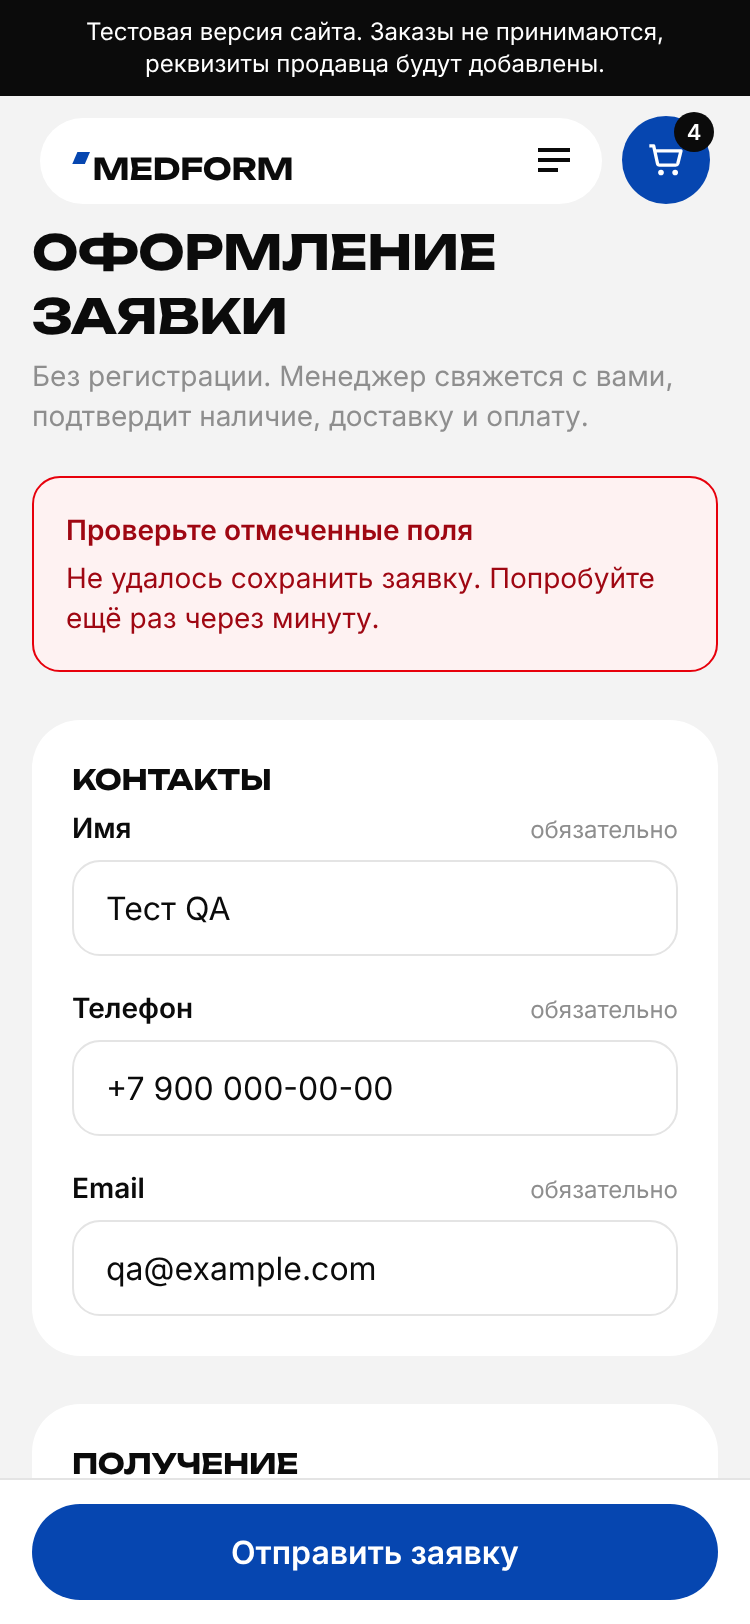 Тестовая версия сайта. Заказы не принимаются,
реквизиты продавца будут добавлены.
MEDFORM
4
ОФОРМЛЕНИЕ
ЗАЯВКИ
Без регистрации. Менеджер свяжется с вами,
подтвердит наличие, доставку и оплату.
Проверьте отмеченные поля
Не удалось сохранить заявку. Попробуйте
ещё раз через минуту.
КОНТАКТЫ
Имя обязательно
Тест QA
Телефон обязательно
+7 900 000-00-00
Email обязательно
qa@example.com
ПОЛУЧЕНИЕ
Отправить заявку